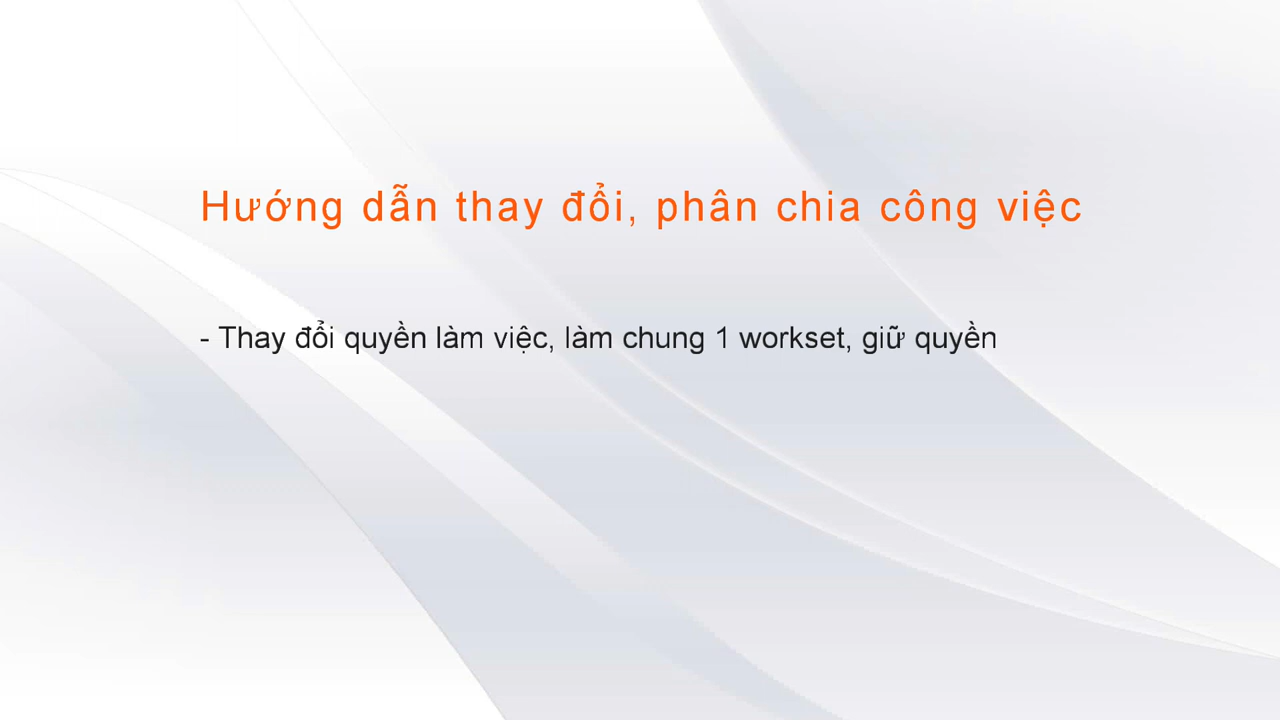 Hướng dẫn thay đổi, phân chia công việc
- Thay đổi quyền làm việc, làm chung 1 workset, giữ quyền